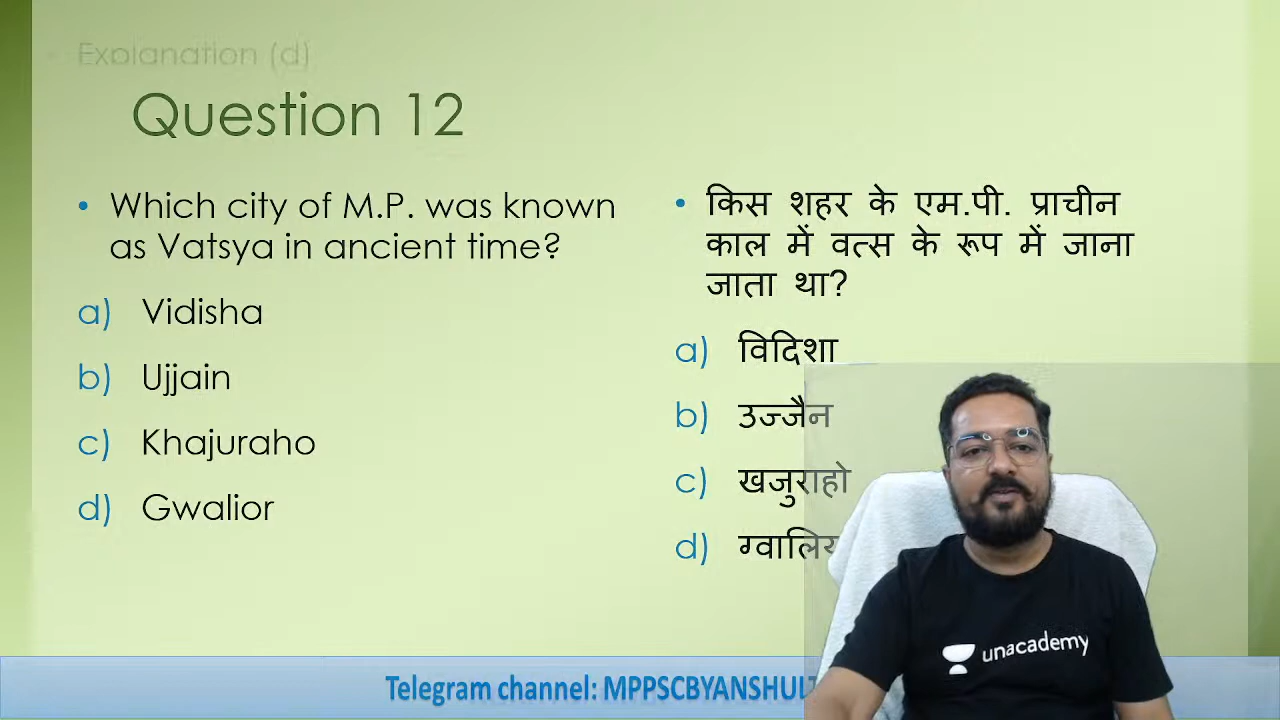 Explanation (d)
Question 12
• Which city of M.P. was known
as Vatsya in ancient time?
a) Vidisha
b) Ujjain
c) Khajuraho
d) Gwalior
• किस शहर के एम.पी. प्राचीन
काल में वत्स के रूप में जाना
जाता था?
a) विदिशा
b) उज्जैन
c) खजुराहो
d)
unacademy
Telegram channel: